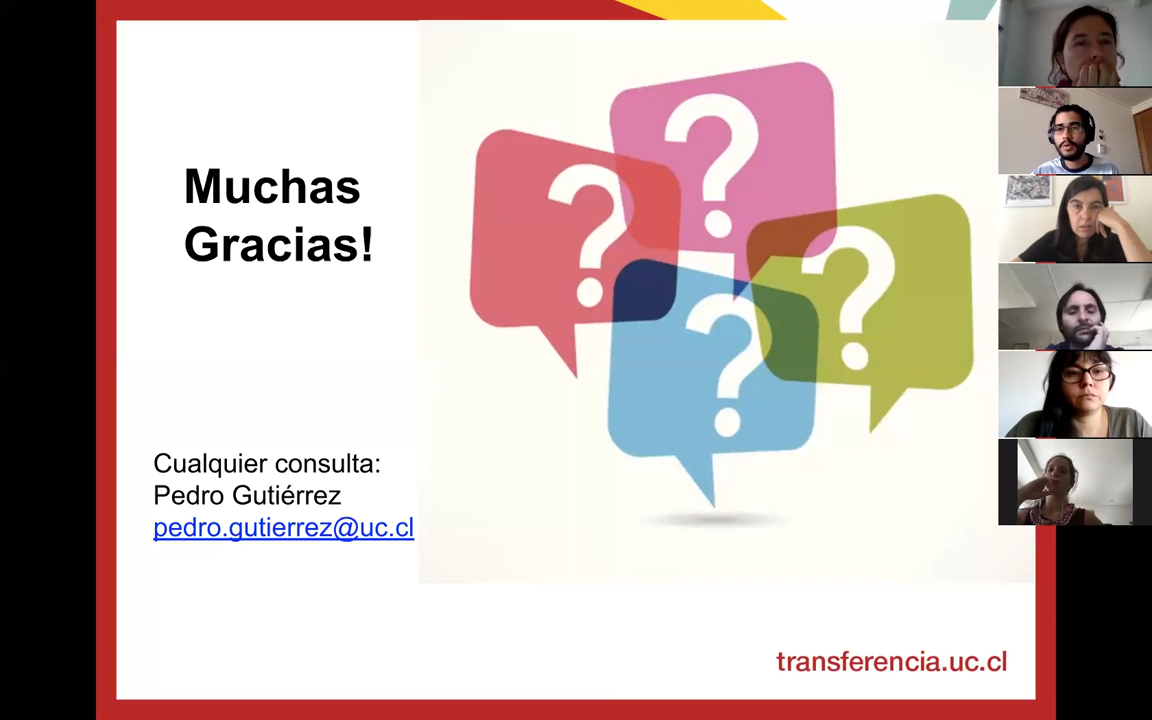 Muchas
Gracias!
Cualquier consulta:
Pedro Gutiérrez
pedro.gutierrez@uc.cl
? ? ? ?
transferencia.uc.cl